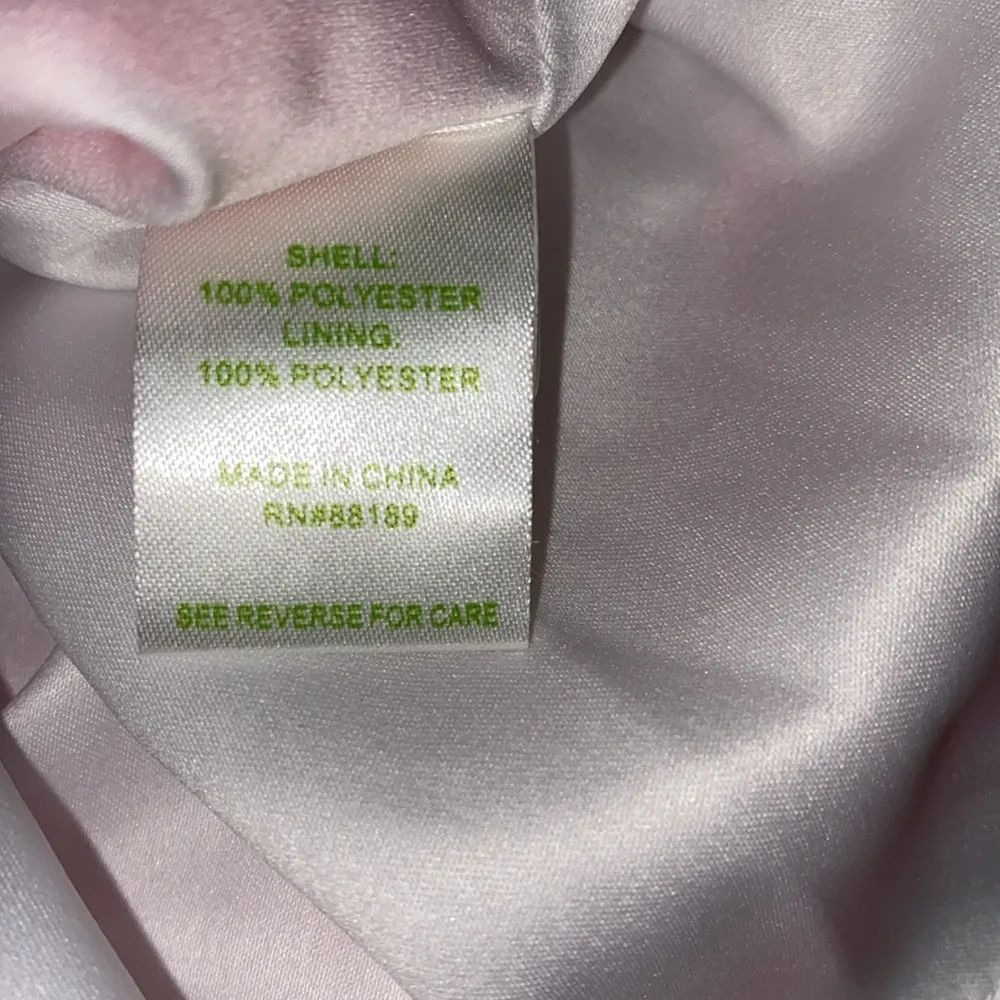 SHELL:
100% POLYESTER
LINING:
100% POLYESTER
MADE IN CHINA
RN#88189
SEE REVERSE FOR CARE